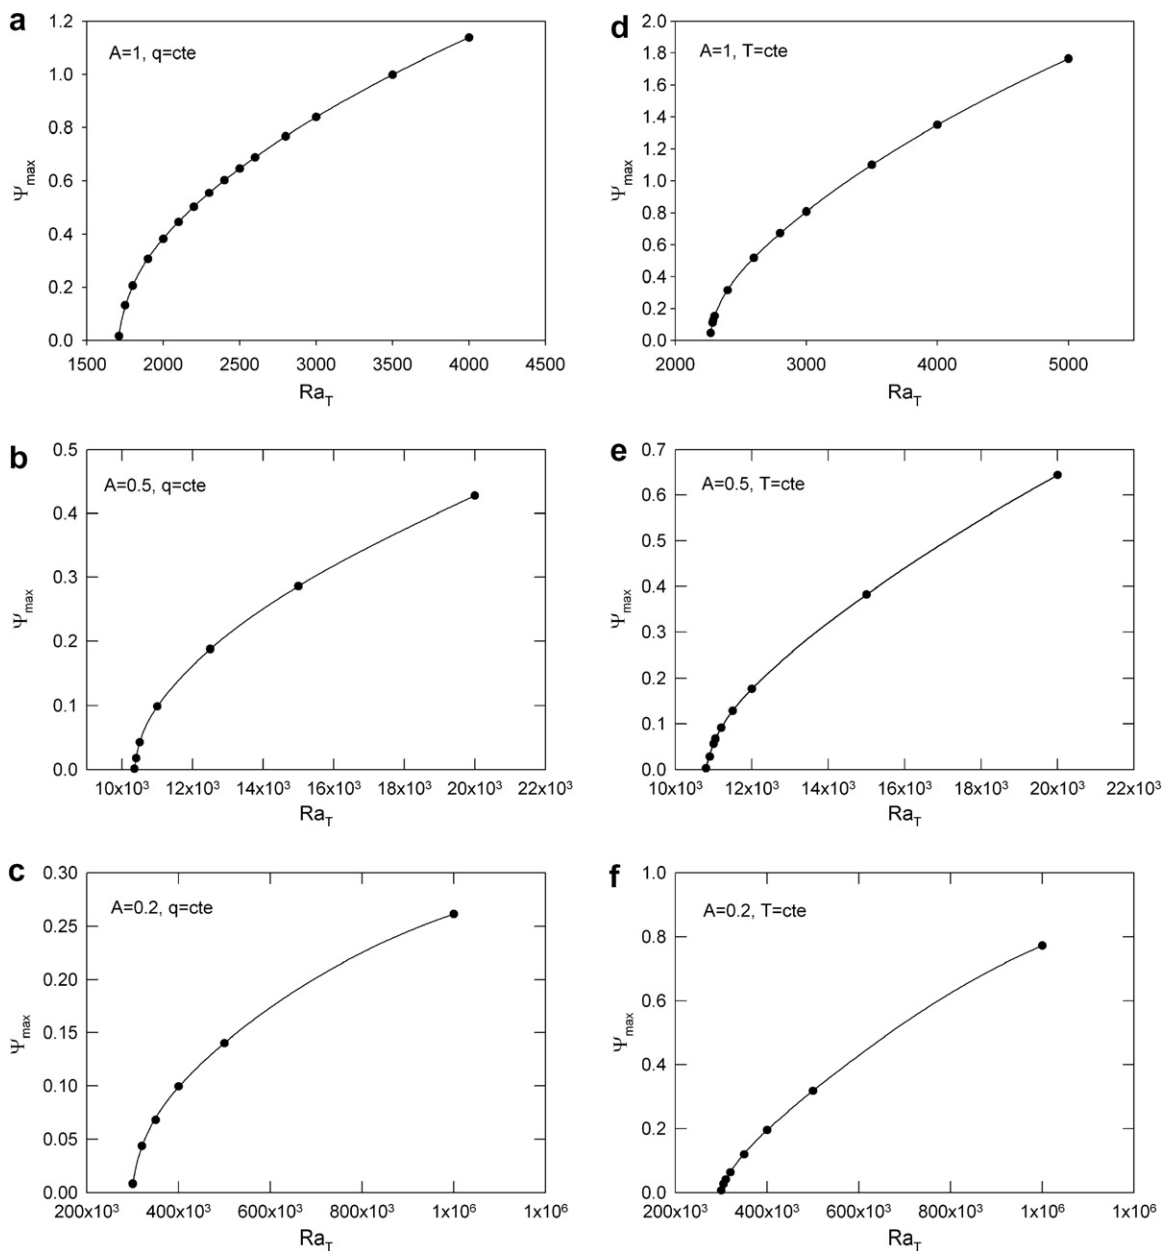 a
A=1, q=cte
1.2
1.0
0.8
0.6
0.4
0.2
0.0
Ψmax
1500 2000 2500 3000 3500 4000 4500
RaT
d
A=1, T=cte
2.0
1.8
1.6
1.4
1.2
1.0
0.8
0.6
0.4
0.2
0.0
Ψmax
2000 3000 4000 5000
RaT
b
A=0.5, q=cte
0.5
0.4
0.3
0.2
0.1
0.0
Ψmax
10x10³ 12x10³ 14x10³ 16x10³ 18x10³ 20x10³ 22x10³
RaT
e
A=0.5, T=cte
0.7
0.6
0.5
0.4
0.3
0.2
0.1
0.0
Ψmax
10x10³ 12x10³ 14x10³ 16x10³ 18x10³ 20x10³ 22x10³
RaT
c
A=0.2, q=cte
0.30
0.25
0.20
0.15
0.10
0.05
0.00
Ψmax
200x10³ 400x10³ 600x10³ 800x10³ 1x10⁶ 1x10⁶
RaT
f
A=0.2, T=cte
1.0
0.8
0.6
0.4
0.2
0.0
Ψmax
200x10³ 400x10³ 600x10³ 800x10³ 1x10⁶ 1x10⁶
RaT